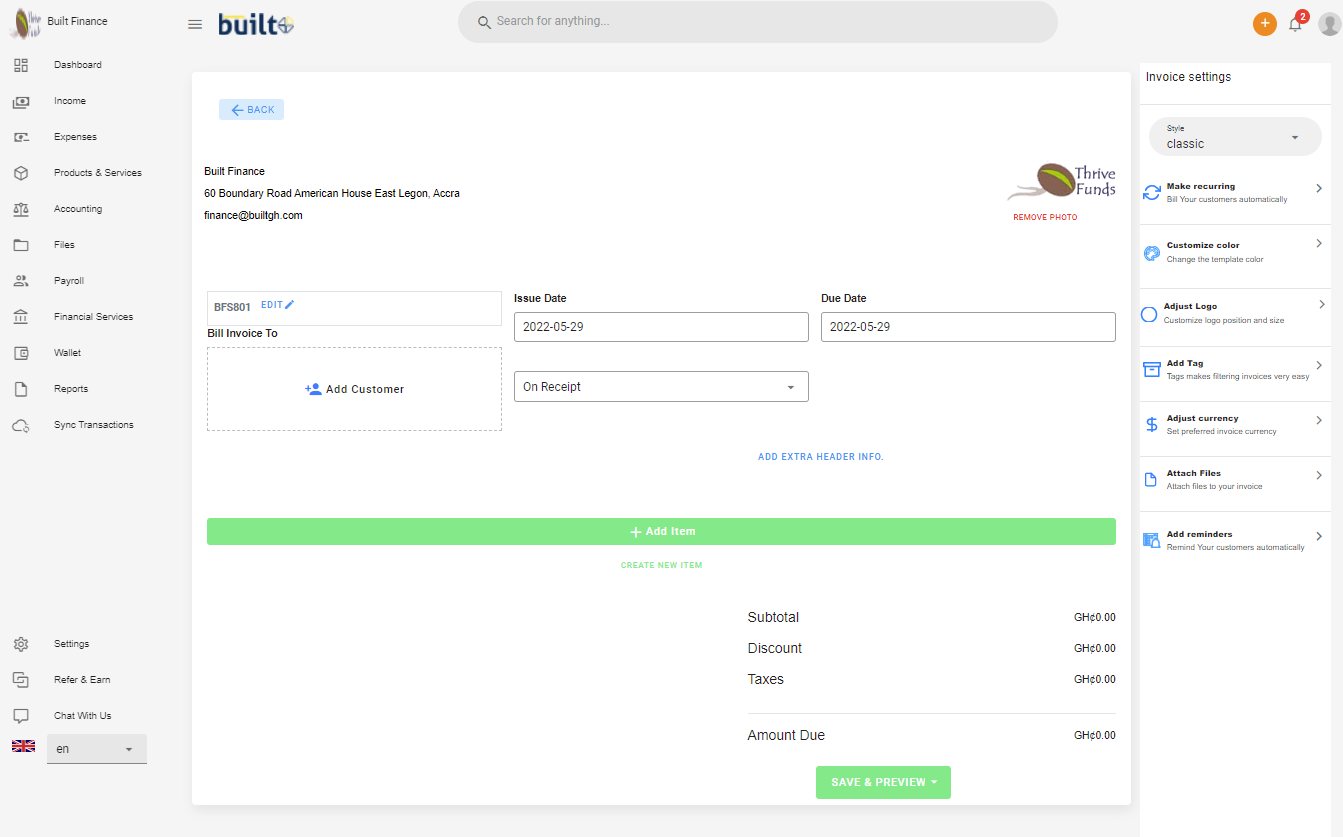 Built Finance
built
Search for anything...
+
2
Dashboard
Income
Expenses
Products & Services
Accounting
Files
Payroll
Financial Services
Wallet
Reports
Sync Transactions
Settings
Refer & Earn
Chat With Us
en
BACK
Built Finance
60 Boundary Road American House East Legon, Accra
finance@builtgh.com
Thrive
Funds
REMOVE PHOTO
BFS801 EDIT
Bill Invoice To
Add Customer
Issue Date
2022-05-29
Due Date
2022-05-29
On Receipt
ADD EXTRA HEADER INFO.
+ Add Item
CREATE NEW ITEM
Subtotal GH¢0.00
Discount GH¢0.00
Taxes GH¢0.00
Amount Due GH¢0.00
SAVE & PREVIEW
Invoice settings
Style
classic
Make recurring
Bill Your customers automatically
Customize color
Change the template color
Adjust Logo
Customize logo position and size
Add Tag
Tags makes filtering invoices very easy
Adjust currency
Set preferred invoice currency
Attach Files
Attach files to your invoice
Add reminders
Remind Your customers automatically